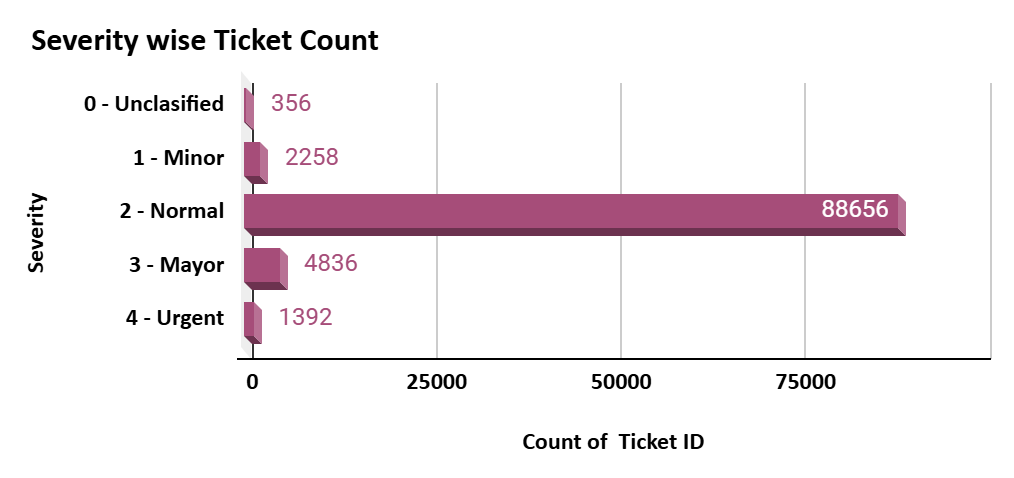 Severity wise Ticket Count
0 - Unclasified 356
1 - Minor 2258
2 - Normal 88656
3 - Mayor 4836
4 - Urgent 1392
Severity
0 25000 50000 75000
Count of  Ticket ID